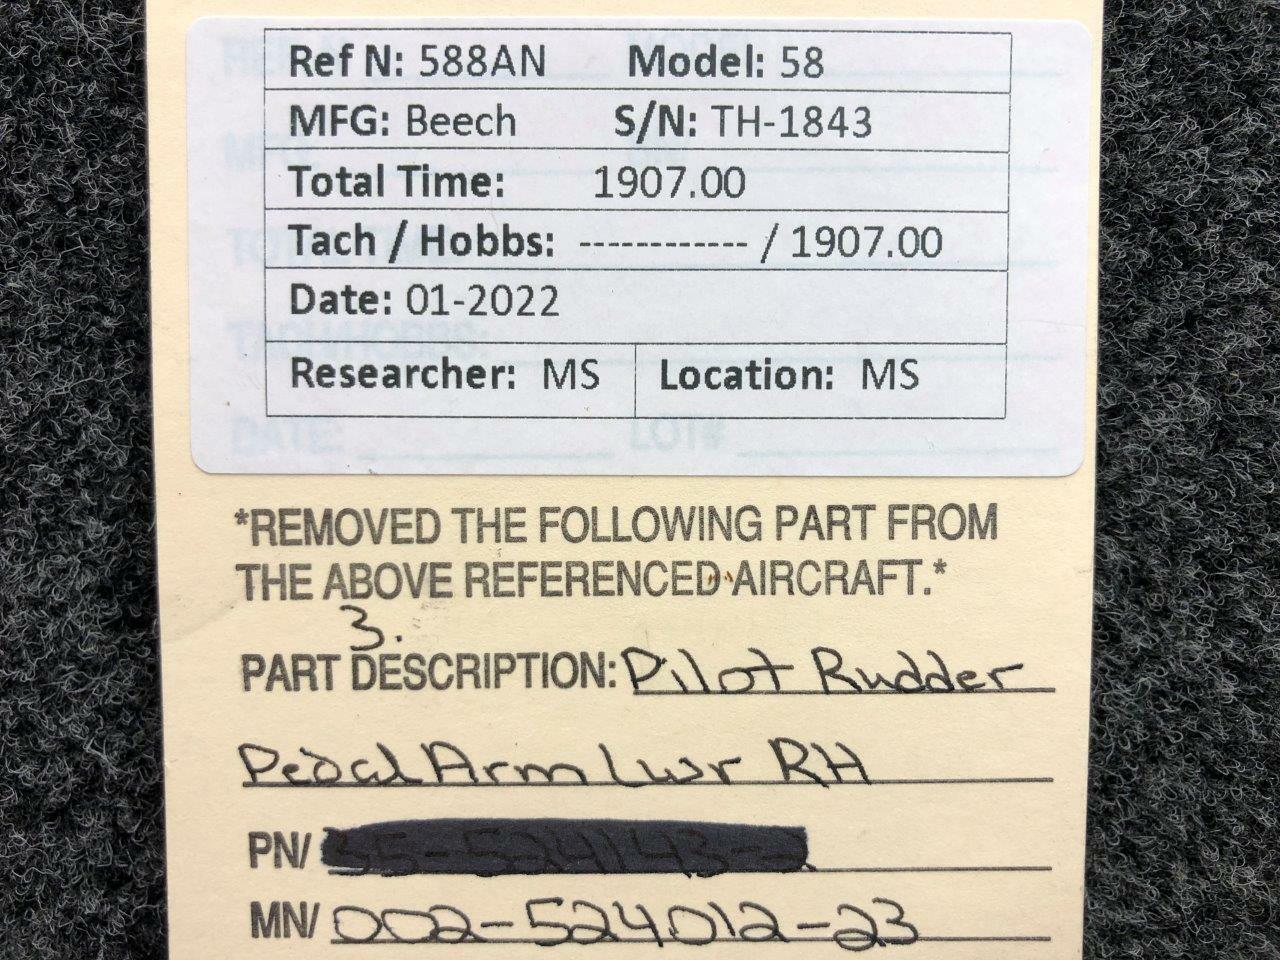 Ref N: 588AN Model: 58
MFG: Beech S/N: TH-1843
Total Time: 1907.00
Tach / Hobbs: ------------ / 1907.00
Date: 01-2022
Researcher: MS Location: MS
*REMOVED THE FOLLOWING PART FROM
THE ABOVE REFERENCED AIRCRAFT.*
3.
PART DESCRIPTION: Pilot Rudder
Pedal Arm Lwr RH
PN/
MN/ 002-524012-23